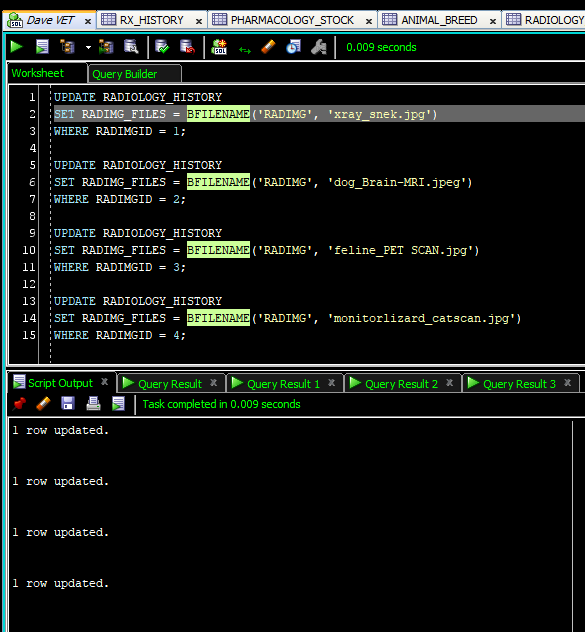 SQL Dave VET × RX_HISTORY × PHARMACOLOGY_STOCK × ANIMAL_BREED × RADIOLOGY
SQL 0.009 seconds
Worksheet Query Builder
1 UPDATE RADIOLOGY_HISTORY
2 SET RADIMG_FILES = BFILENAME('RADIMG', 'xray_snek.jpg')
3 WHERE RADIMGID = 1;
4
5 UPDATE RADIOLOGY_HISTORY
6 SET RADIMG_FILES = BFILENAME('RADIMG', 'dog_Brain-MRI.jpeg')
7 WHERE RADIMGID = 2;
8
9 UPDATE RADIOLOGY_HISTORY
10 SET RADIMG_FILES = BFILENAME('RADIMG', 'feline_PET SCAN.jpg')
11 WHERE RADIMGID = 3;
12
13 UPDATE RADIOLOGY_HISTORY
14 SET RADIMG_FILES = BFILENAME('RADIMG', 'monitorlizard_catscan.jpg')
15 WHERE RADIMGID = 4;
Script Output × Query Result × Query Result 1 × Query Result 2 × Query Result 3 ×
Task completed in 0.009 seconds
1 row updated.
1 row updated.
1 row updated.
1 row updated.